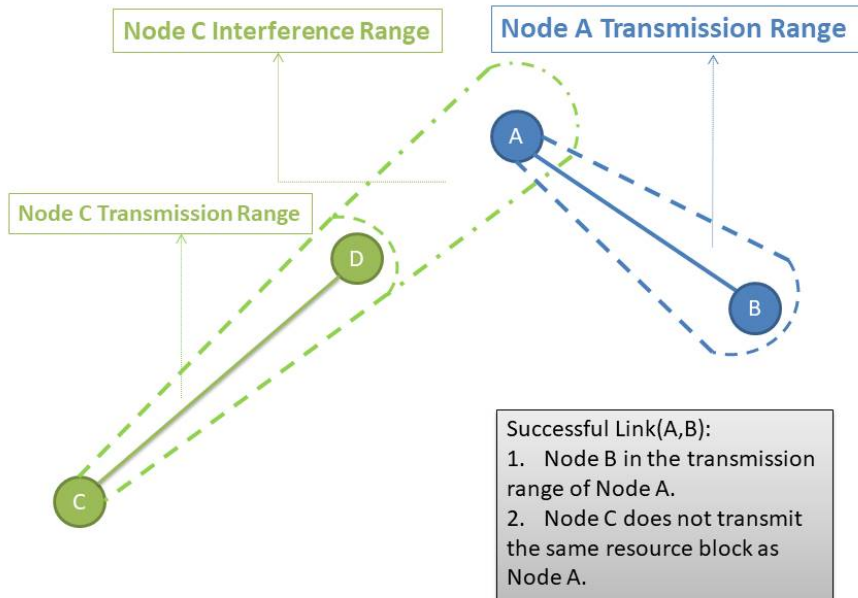 Node C Interference Range
Node A Transmission Range
A
Node C Transmission Range
D
B
C
Successful Link(A,B):
1. Node B in the transmission
range of Node A.
2. Node C does not transmit
the same resource block as
Node A.